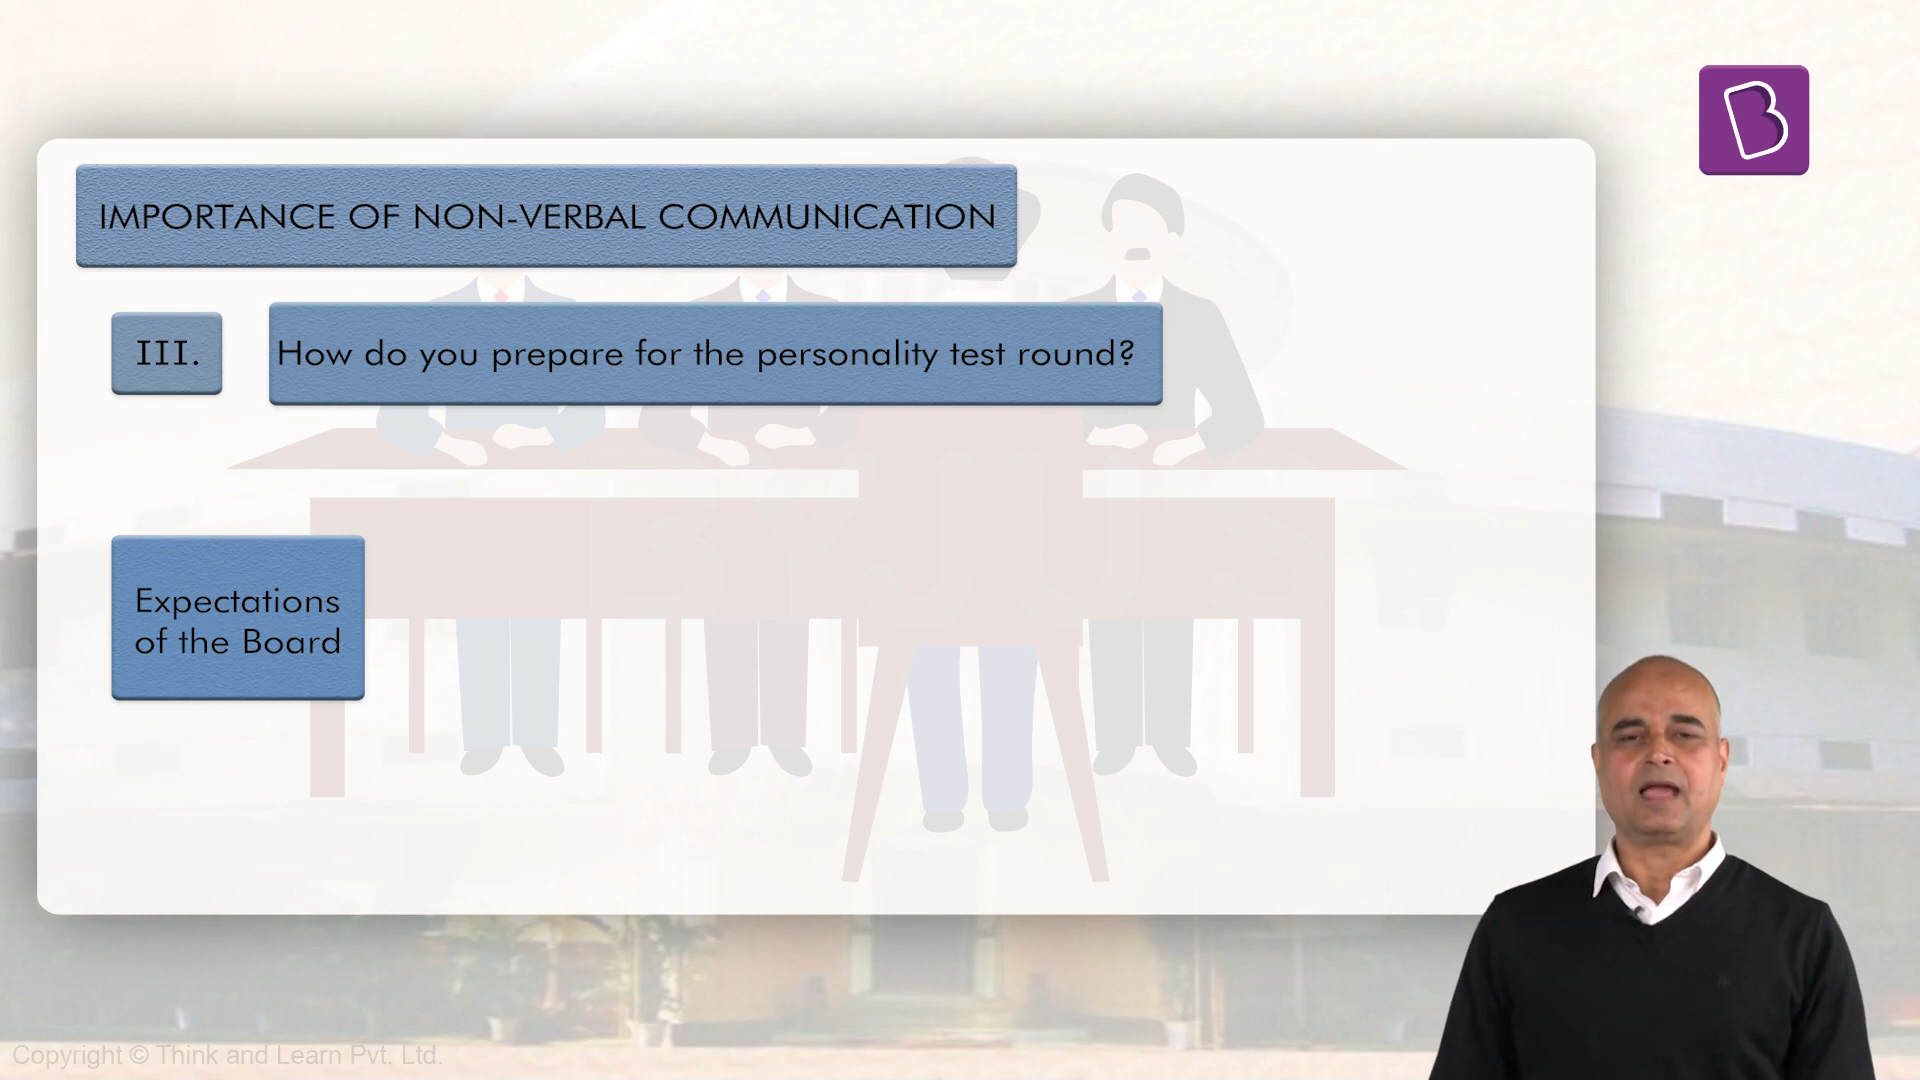 IMPORTANCE OF NON-VERBAL COMMUNICATION
III.
How do you prepare for the personality test round?
BYJU'S
Expectations
of the Board
Copyright © Think and Learn Pvt. Ltd.